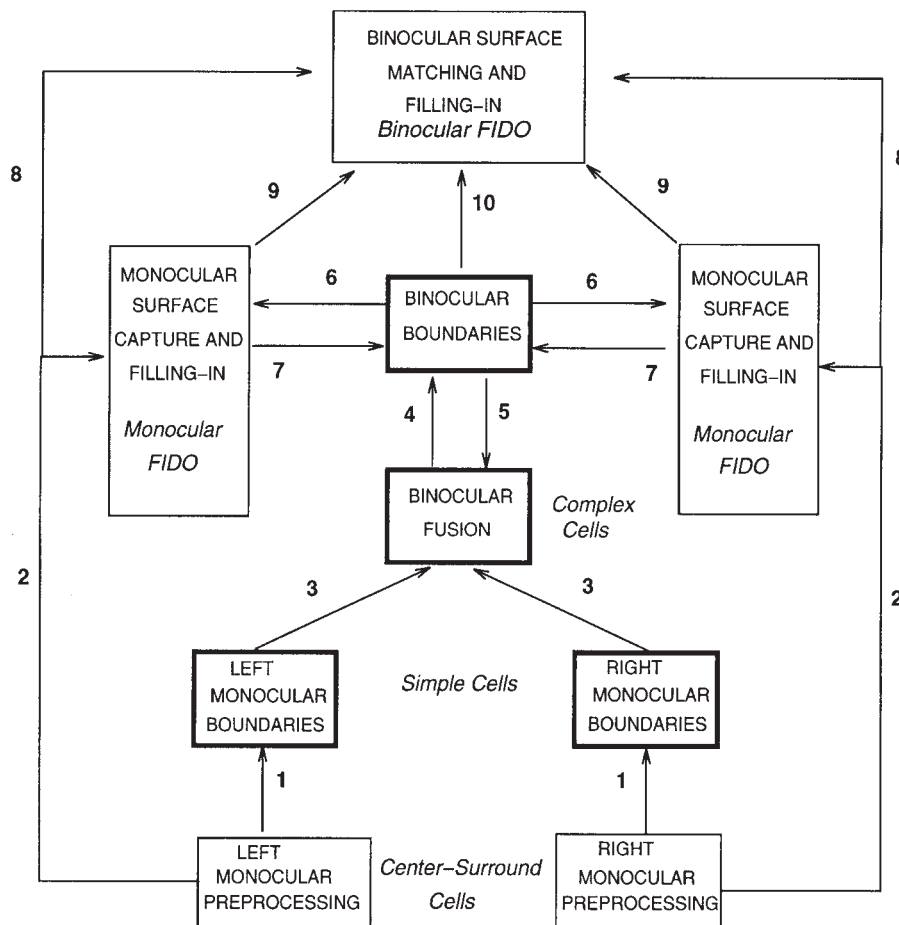 BINOCULAR SURFACE
MATCHING AND
FILLING–IN
Binocular FIDO
8
8
9
9
10
MONOCULAR
SURFACE
CAPTURE AND
FILLING–IN
Monocular
FIDO
6
7
BINOCULAR
BOUNDARIES
6
7
MONOCULAR
SURFACE
CAPTURE AND
FILLING–IN
Monocular
FIDO
4
5
BINOCULAR
FUSION
Complex
Cells
2
2
3
3
LEFT
MONOCULAR
BOUNDARIES
Simple Cells
RIGHT
MONOCULAR
BOUNDARIES
1
1
LEFT
MONOCULAR
PREPROCESSING
Center–Surround
Cells
RIGHT
MONOCULAR
PREPROCESSING